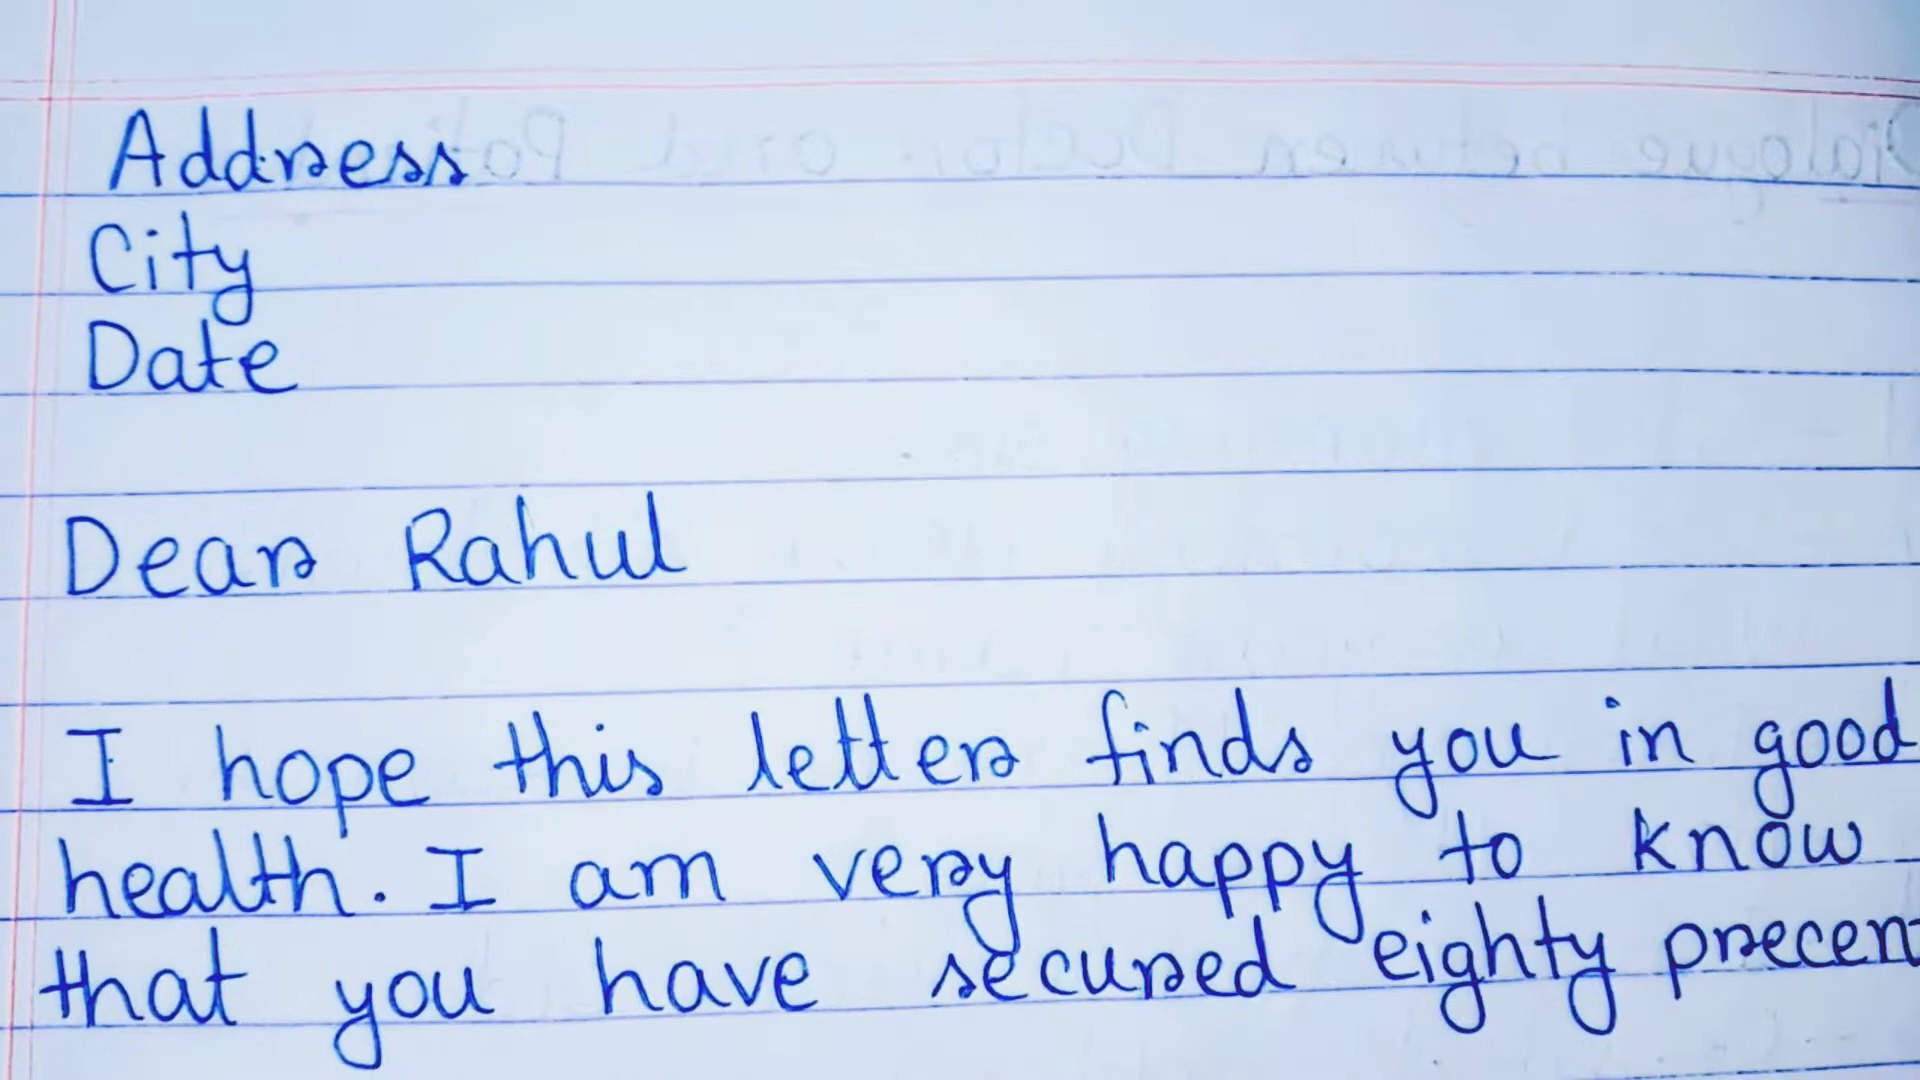 Address
City
Date
Dear Rahul
I hope this letter finds you in good
health. I am very happy to know
that you have secured eighty precent